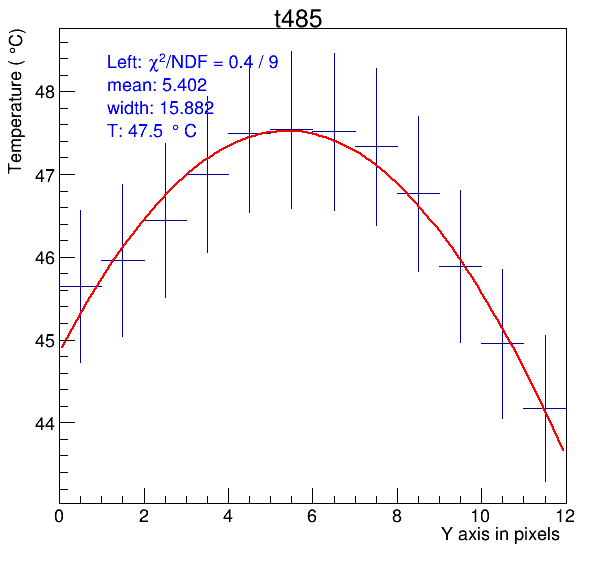 t485
Temperature ( °C)
Left: χ²/NDF = 0.4 / 9
mean: 5.402
width: 15.882
T: 47.5 ° C
48
47
46
45
44
0 2 4 6 8 10 12
Y axis in pixels